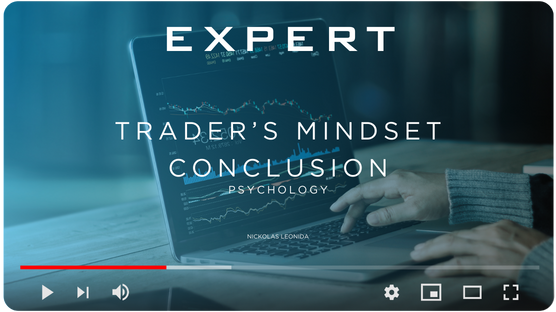 EXPERT
TRADER'S MINDSET
CONCLUSION
PSYCHOLOGY
NICKOLAS LEONIDA